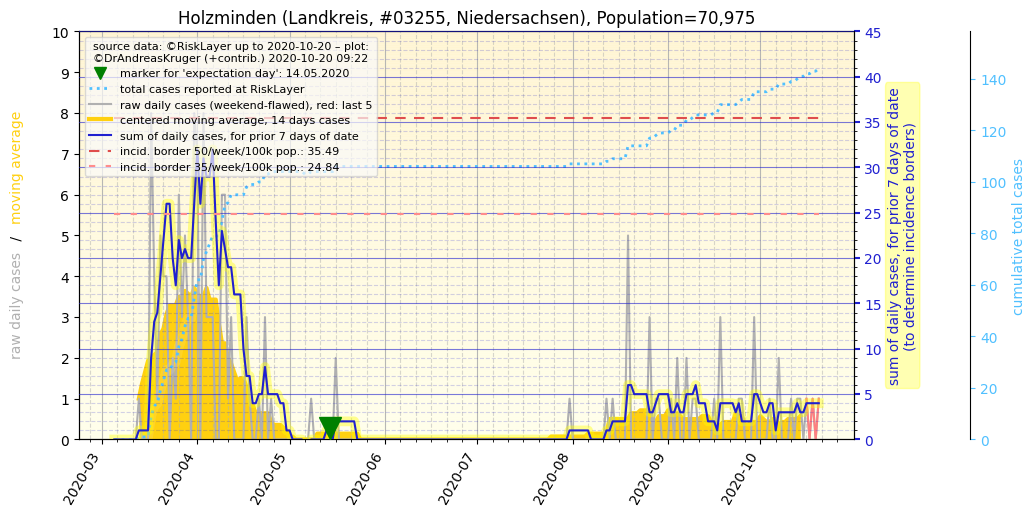 Holzminden (Landkreis, #03255, Niedersachsen), Population=70,975
source data: ©RiskLayer up to 2020-10-20 – plot:
©DrAndreasKruger (+contrib.) 2020-10-20 09:22
marker for 'expectation day': 14.05.2020
total cases reported at RiskLayer
raw daily cases (weekend-flawed), red: last 5
centered moving average, 14 days cases
sum of daily cases, for prior 7 days of date
incid. border 50/week/100k pop.: 35.49
incid. border 35/week/100k pop.: 24.84
raw daily cases / moving average
10
9
8
7
6
5
4
3
2
1
0
2020-03
2020-04
2020-05
2020-06
2020-07
2020-08
2020-09
2020-10
45
40
35
30
25
20
15
10
5
0
sum of daily cases, for prior 7 days of date
(to determine incidence borders)
140
120
100
80
60
40
20
0
cumulative total cases